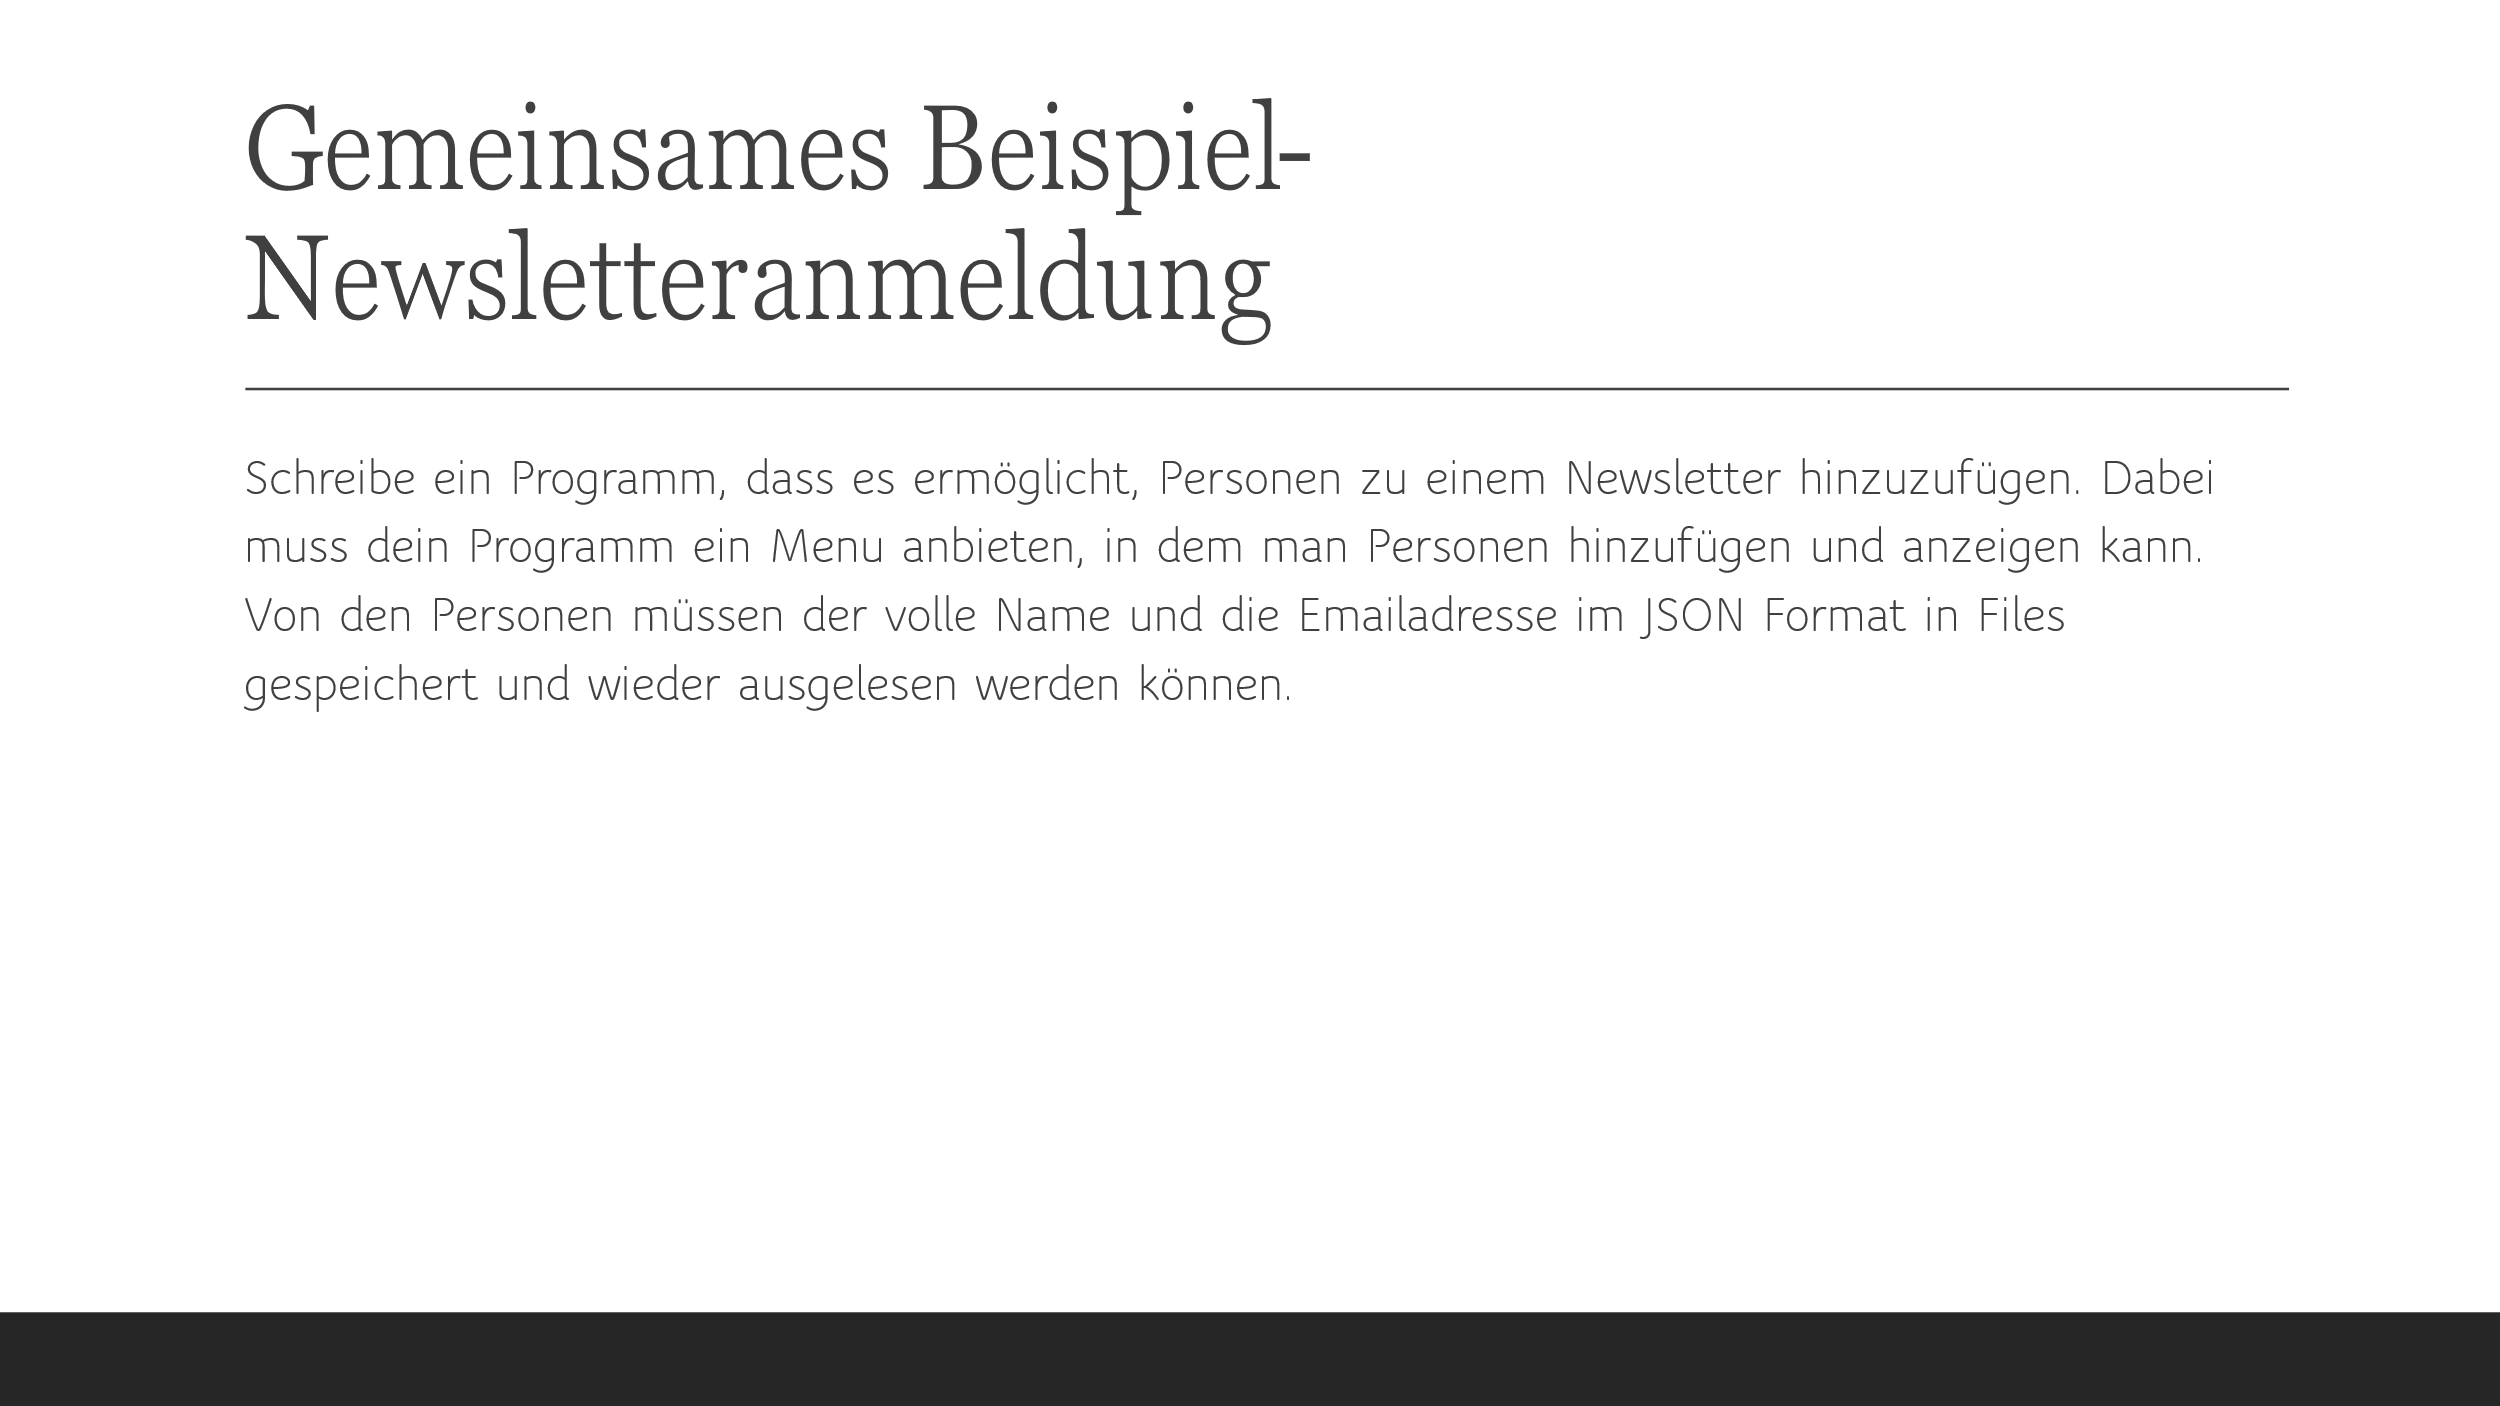 Gemeinsames Beispiel-
Newsletteranmeldung
Schreibe ein Programm, dass es ermöglicht, Personen zu einem Newsletter hinzuzufügen. Dabei
muss dein Programm ein Menu anbieten, in dem man Personen hinzufügen und anzeigen kann.
Von den Personen müssen der volle Name und die Emailadresse im JSON Format in Files
gespeichert und wieder ausgelesen werden können.